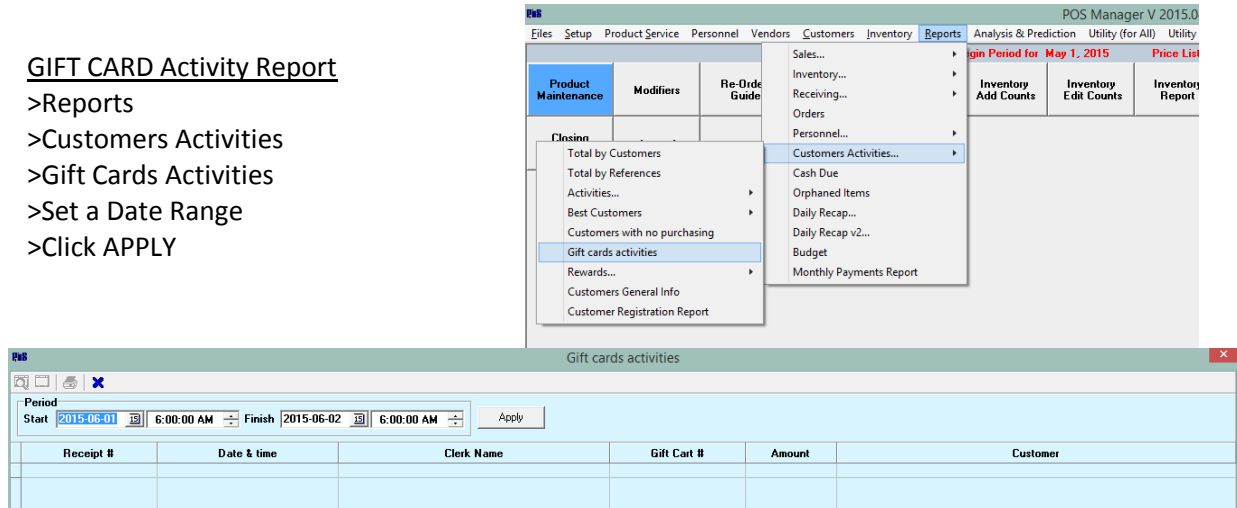 GIFT CARD Activity Report
>Reports
>Customers Activities
>Gift Cards Activities
>Set a Date Range
>Click APPLY
POS Manager V 2015.0
Files Setup Product Service Personnel Vendors Customers Inventory Reports Analysis & Prediction Utility (for All) Utility
gin Period for May 1, 2015 Price List
Product Maintenance
Modifiers
Re-Orde
Guide
Inventory Add Counts
Inventory Edit Counts
Inventory Report
Closing
Sales...
Inventory...
Receiving...
Orders
Personnel...
Customers Activities...
Cash Due
Orphaned Items
Daily Recap...
Daily Recap v2...
Budget
Monthly Payments Report
Total by Customers
Total by References
Activities...
Best Customers
Customers with no purchasing
Gift cards activities
Rewards...
Customers General Info
Customer Registration Report
Gift cards activities
Period
Start 2015-06-01 15 6:00:00 AM Finish 2015-06-02 15 6:00:00 AM Apply
Receipt # Date & time Clerk Name Gift Cart # Amount Customer